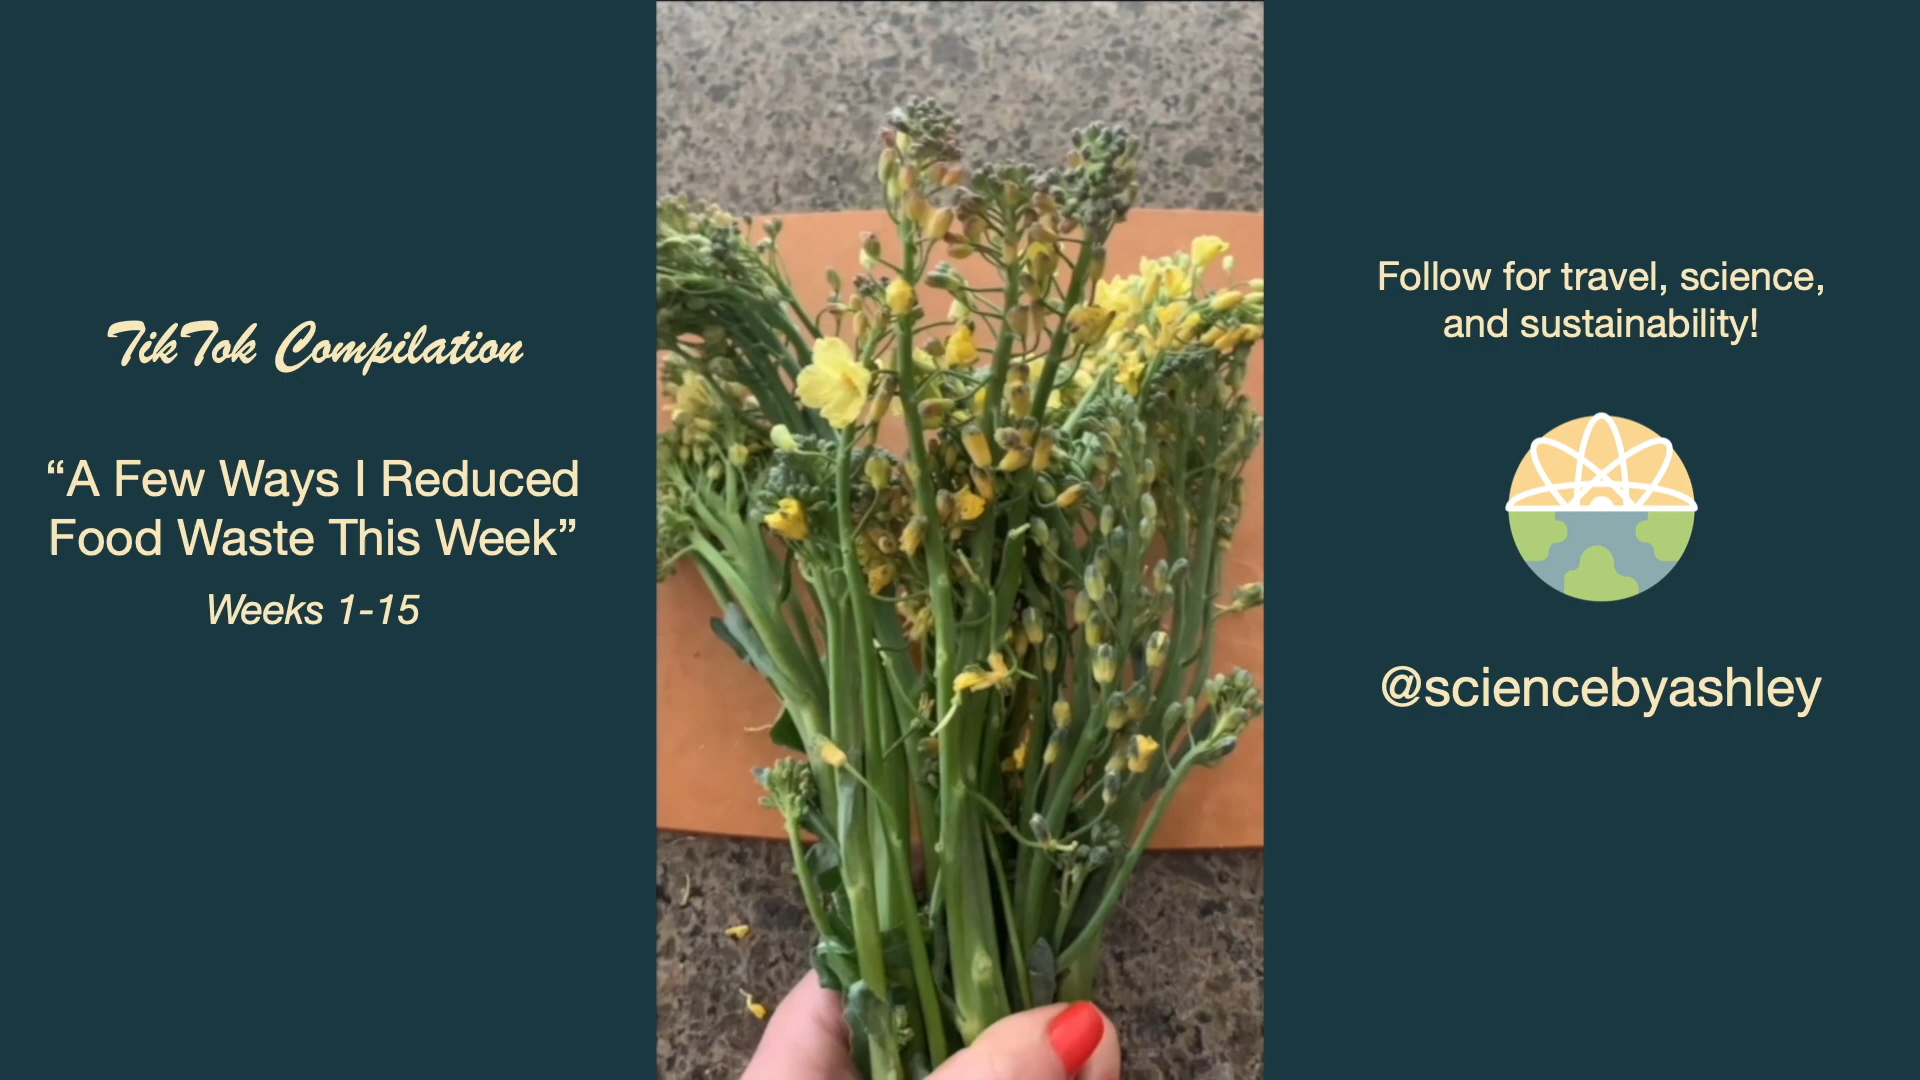 TikTok Compilation
“A Few Ways I Reduced
Food Waste This Week”
Weeks 1-15
Follow for travel, science,
and sustainability!
@sciencebyashley